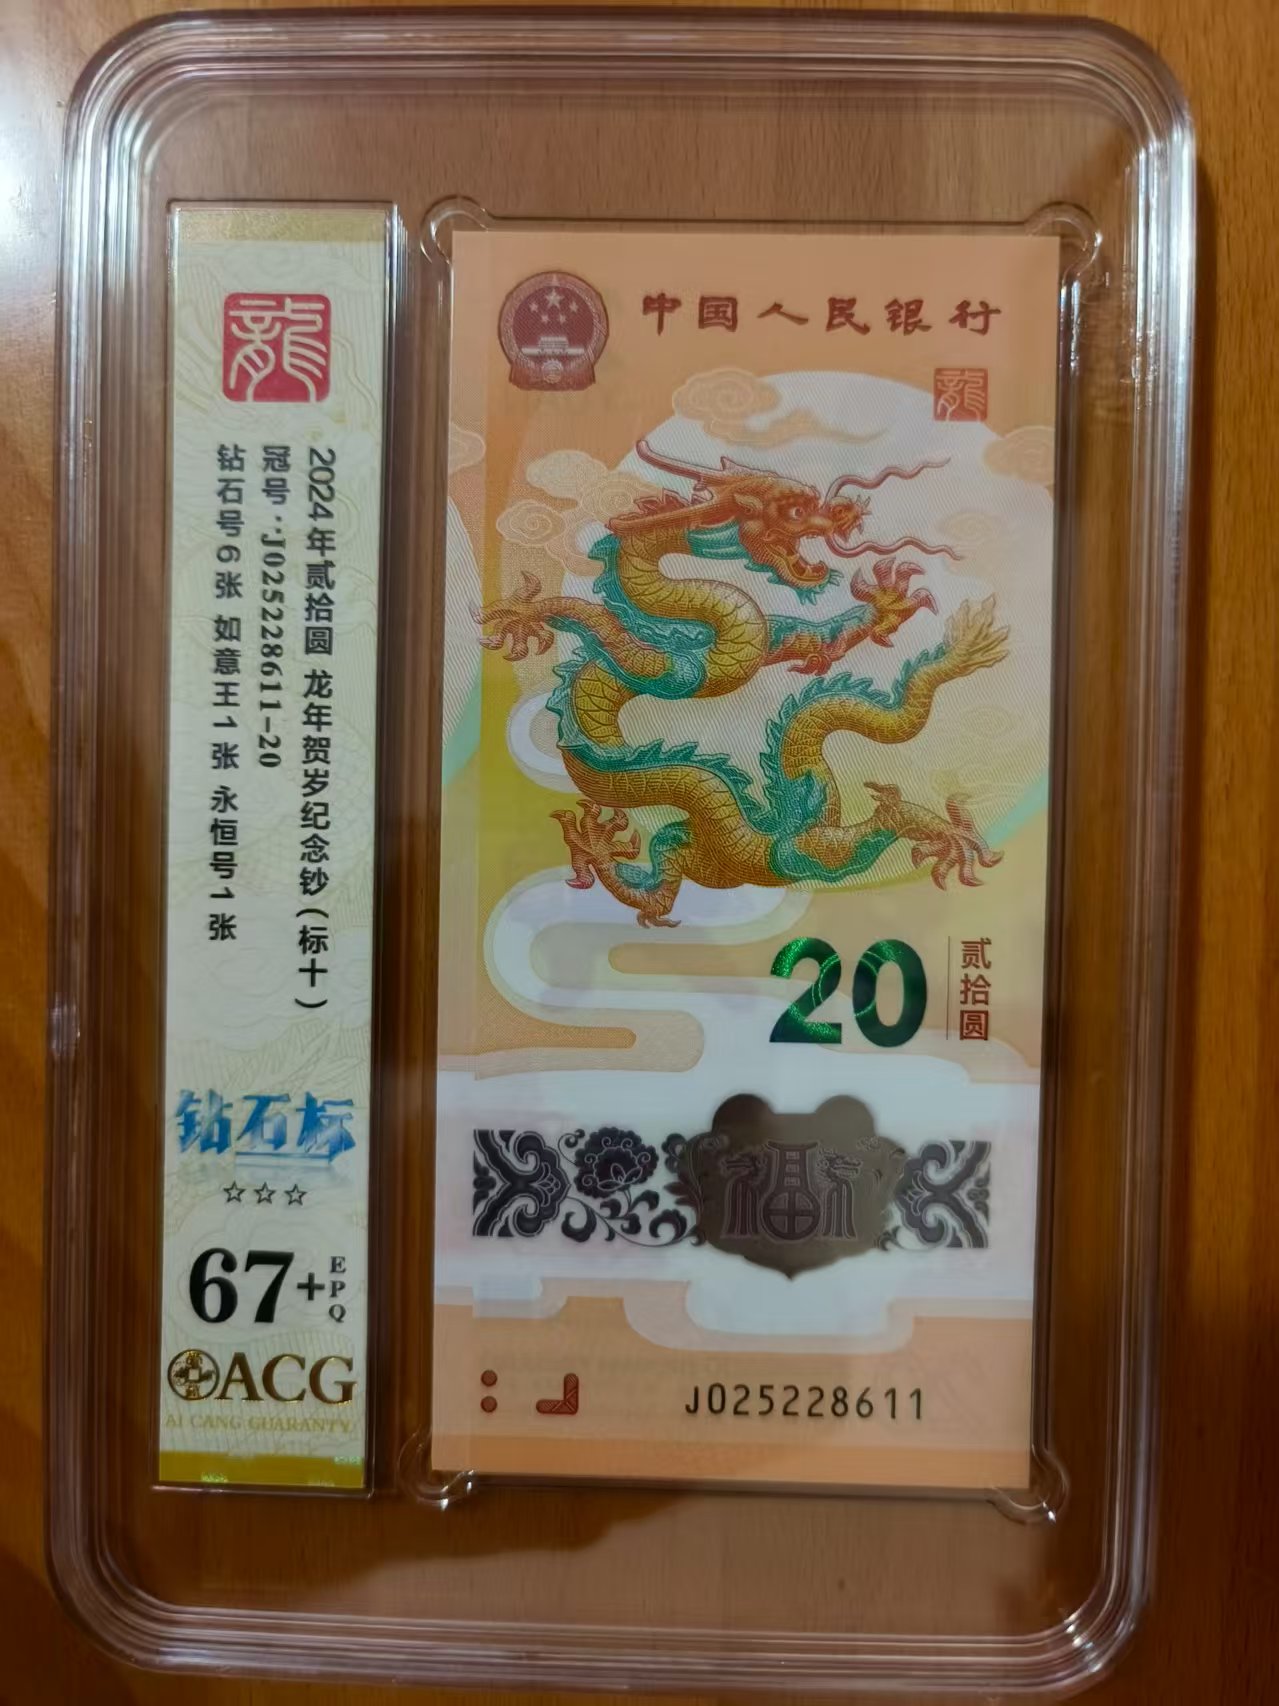 龍
2024年贰拾圆 龙年贺岁纪念钞(标十)
冠号:J025228611-20
钻石号6张 如意王1张 永恒号1张
钻石标
☆☆☆
67+ EPQ
ACG
AI CANG GUARANTY
中国人民银行
龍
20
贰拾圆
福
J025228611